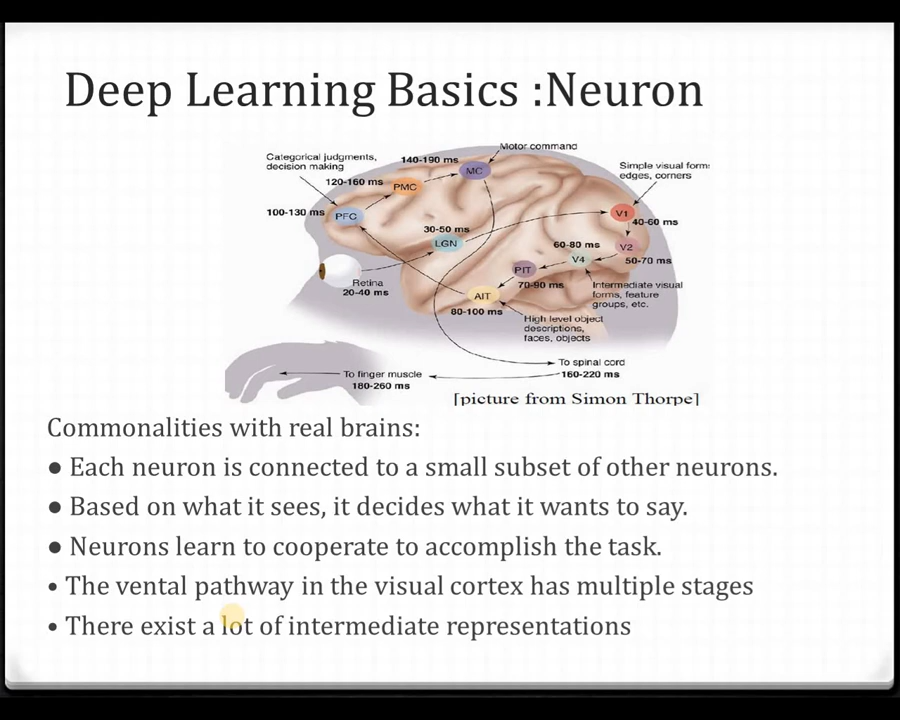 Deep Learning Basics :Neuron
Motor command
Categorical judgments,
decision making
140-190 ms
MC
Simple visual forms
edges, corners
120-160 ms
PMC
100-130 ms
PFC
V1
40-60 ms
30-50 ms
LGN
60-80 ms
V2
V4
50-70 ms
PIT
Retina
20-40 ms
70-90 ms
Intermediate visual
forms, feature
groups, etc.
AIT
80-100 ms
High level object
descriptions,
faces, objects
To spinal cord
160-220 ms
To finger muscle
180-260 ms
[picture from Simon Thorpe]
Commonalities with real brains:
● Each neuron is connected to a small subset of other neurons.
● Based on what it sees, it decides what it wants to say.
● Neurons learn to cooperate to accomplish the task.
• The vental pathway in the visual cortex has multiple stages
• There exist a lot of intermediate representations